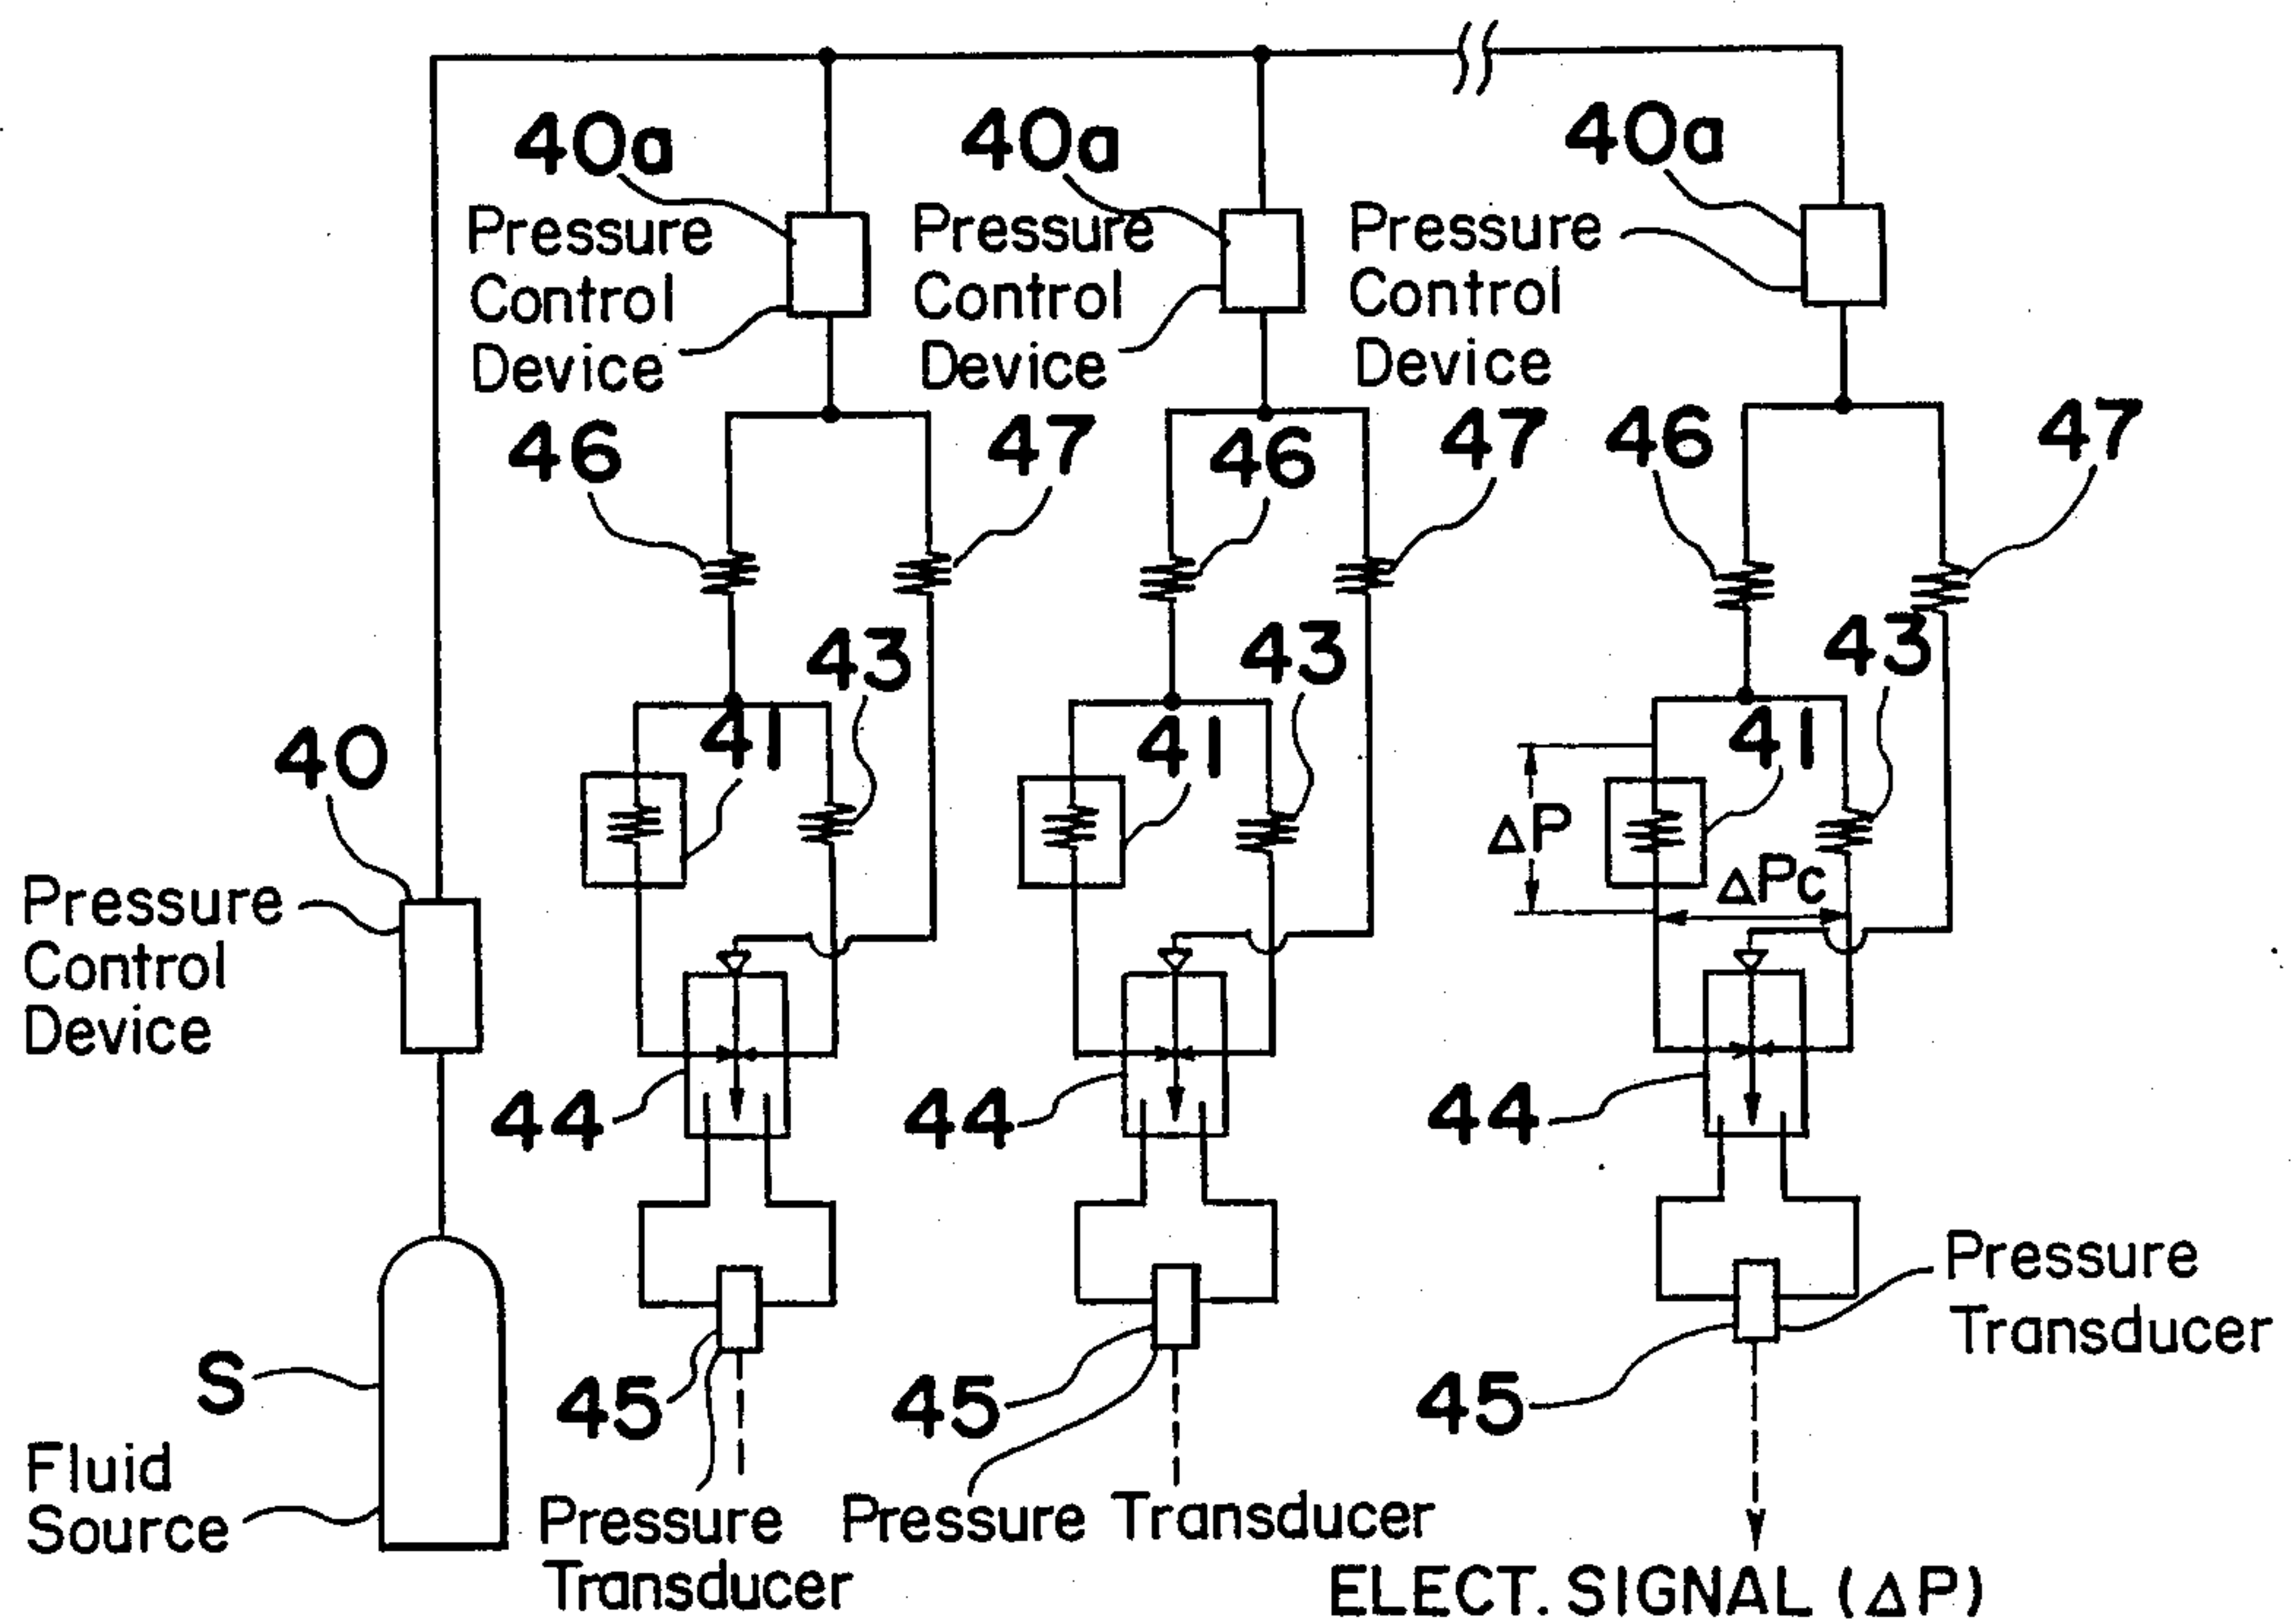 40a
40a
40a
Pressure
Control
Device
Pressure
Control
Device
Pressure
Control
Device
46
47
46
47
46
47
43
43
43
41
41
41
40
ΔP
ΔPc
Pressure
Control
Device
44
44
44
Pressure
Transducer
S
45
45
45
Fluid
Source
Pressure
Transducer
Pressure Transducer
ELECT. SIGNAL (ΔP)